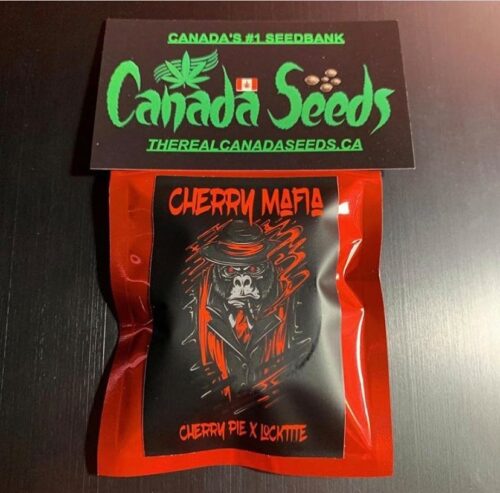 CANADA'S #1 SEEDBANK
Canada Seeds
THEREALCANADASEEDS.CA
CHERRY MAFIA
CHERRY PIE X LOCKTITE